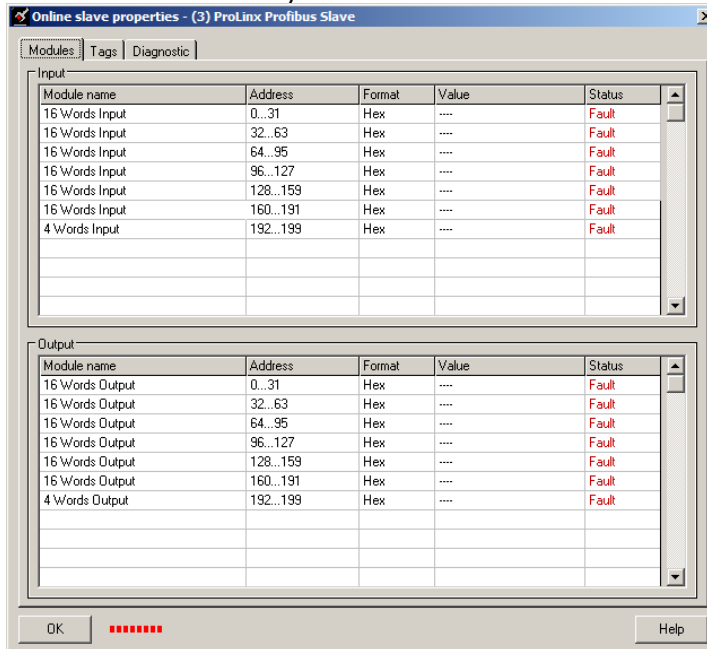 Online slave properties - (3) ProLinx Profibus Slave
Modules Tags Diagnostic
Input
Module name Address Format Value Status
16 Words Input 0...31 Hex ---- Fault
16 Words Input 32...63 Hex ---- Fault
16 Words Input 64...95 Hex ---- Fault
16 Words Input 96...127 Hex ---- Fault
16 Words Input 128...159 Hex ---- Fault
16 Words Input 160...191 Hex ---- Fault
4 Words Input 192...199 Hex ---- Fault
Output
Module name Address Format Value Status
16 Words Output 0...31 Hex ---- Fault
16 Words Output 32...63 Hex ---- Fault
16 Words Output 64...95 Hex ---- Fault
16 Words Output 96...127 Hex ---- Fault
16 Words Output 128...159 Hex ---- Fault
16 Words Output 160...191 Hex ---- Fault
4 Words Output 192...199 Hex ---- Fault
OK Help